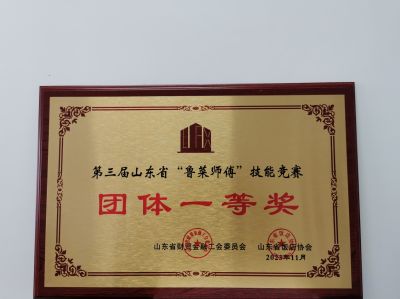 第三届山东省“鲁菜师傅”技能竞赛
团体一等奖
山东省财贸金融工会委员会 山东省饭店协会
2023年11月